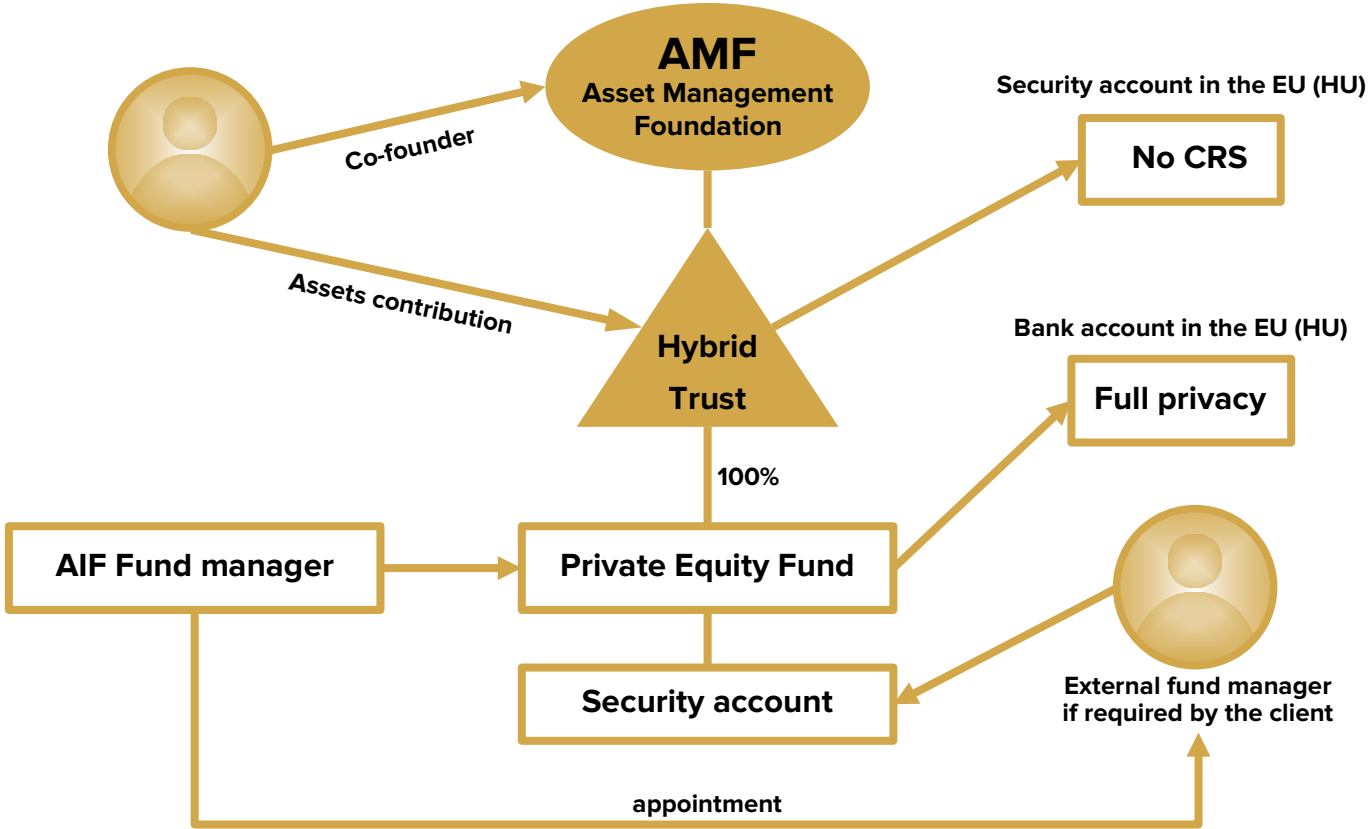 AMF
Asset Management
Foundation
Security account in the EU (HU)
No CRS
Co-founder
Assets contribution
Hybrid
Trust
Bank account in the EU (HU)
Full privacy
100%
AIF Fund manager
Private Equity Fund
Security account
External fund manager
if required by the client
appointment